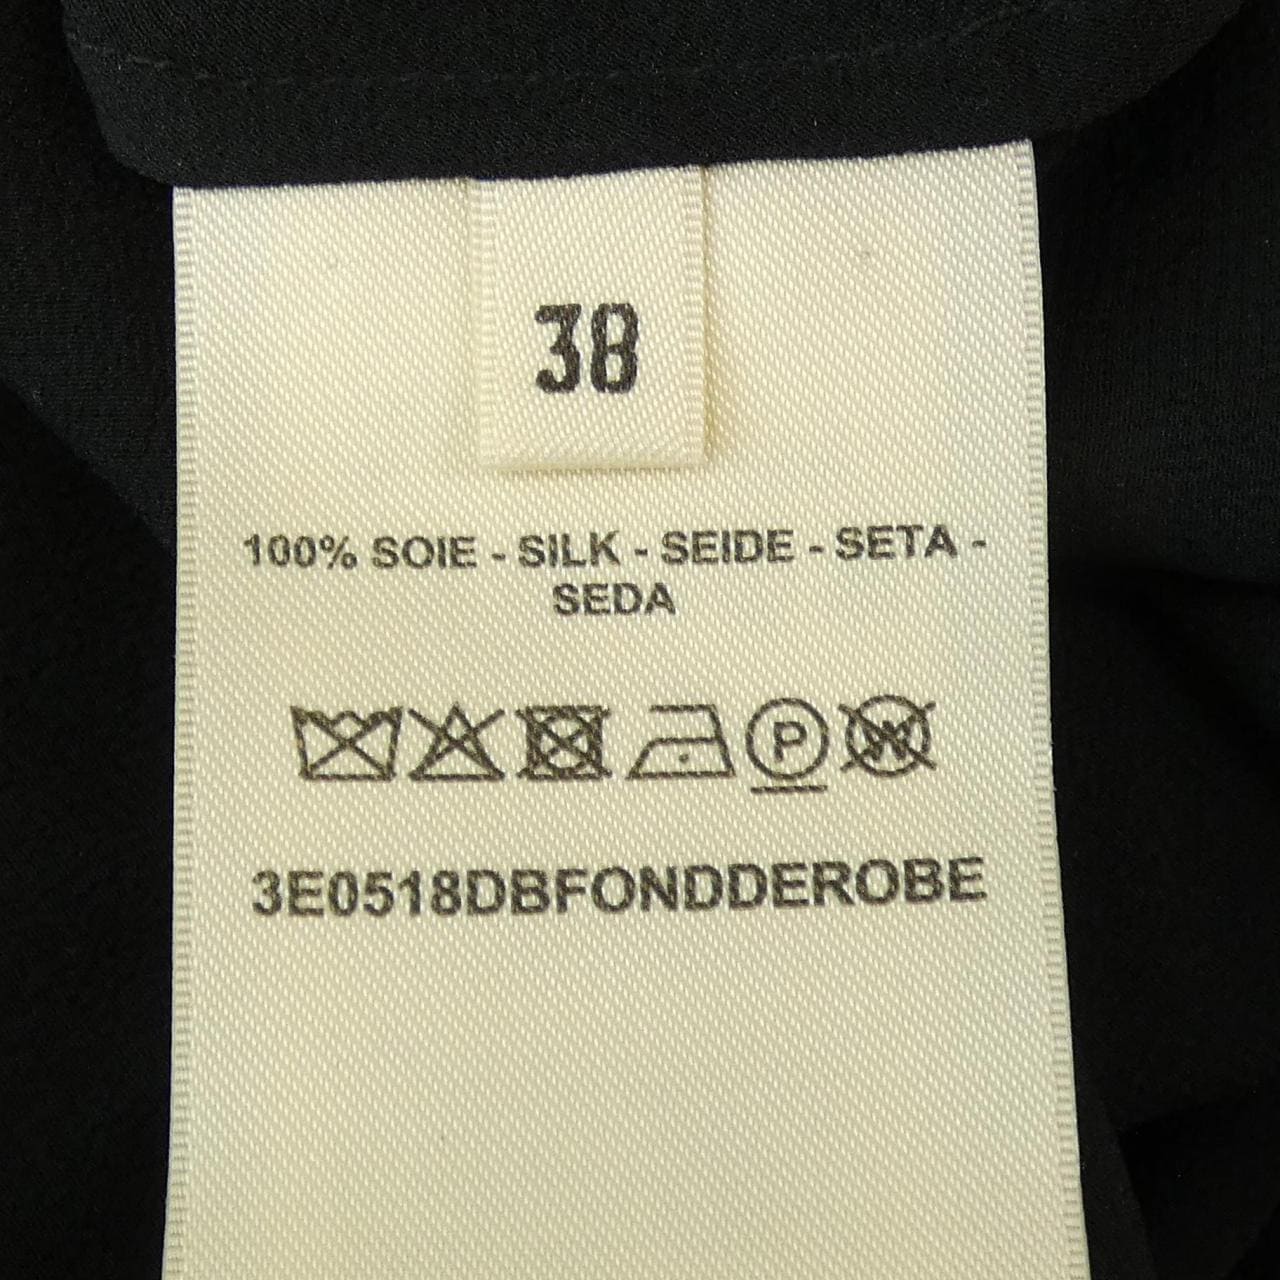 38
100% SOIE - SILK - SEIDE - SETA -
SEDA
P W
3E0518DBFONDDEROBE